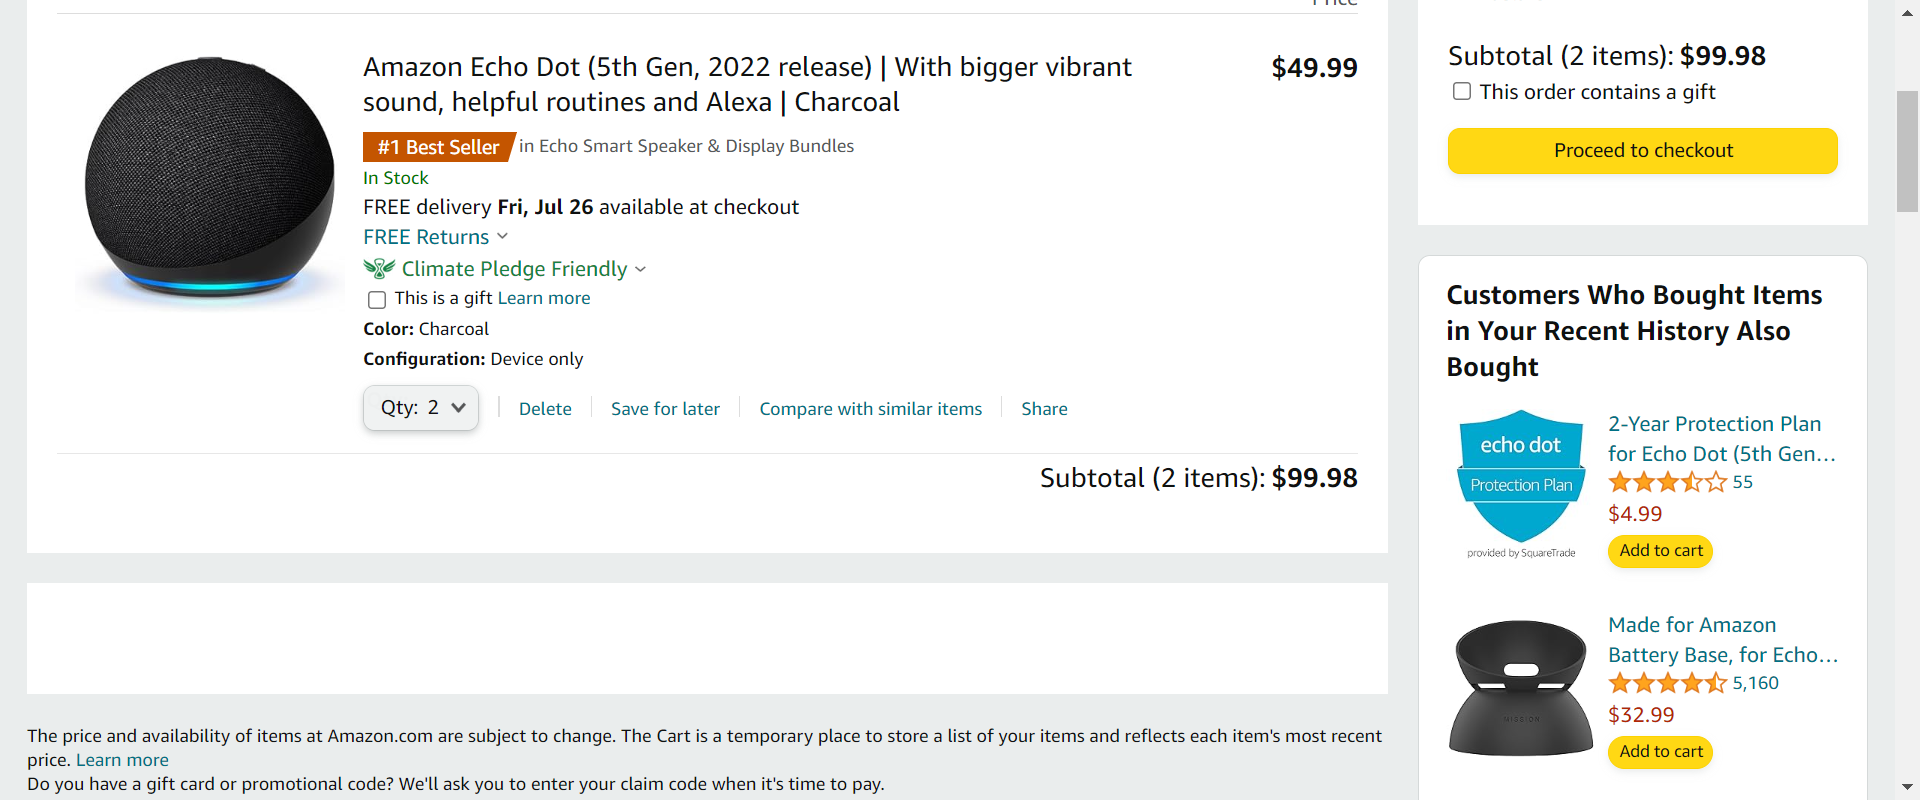 Price
Amazon Echo Dot (5th Gen, 2022 release) | With bigger vibrant
sound, helpful routines and Alexa | Charcoal
$49.99
#1 Best Seller in Echo Smart Speaker & Display Bundles
In Stock
FREE delivery Fri, Jul 26 available at checkout
FREE Returns
Climate Pledge Friendly
This is a gift Learn more
Color: Charcoal
Configuration: Device only
Qty: 2 Delete Save for later Compare with similar items Share
Subtotal (2 items): $99.98
The price and availability of items at Amazon.com are subject to change. The Cart is a temporary place to store a list of your items and reflects each item's most recent
price. Learn more
Do you have a gift card or promotional code? We'll ask you to enter your claim code when it's time to pay.
Subtotal (2 items): $99.98
This order contains a gift
Proceed to checkout
Customers Who Bought Items
in Your Recent History Also
Bought
echo dot
Protection Plan
provided by SquareTrade
2-Year Protection Plan
for Echo Dot (5th Gen...
55
$4.99
Add to cart
MISSION
Made for Amazon
Battery Base, for Echo...
5,160
$32.99
Add to cart